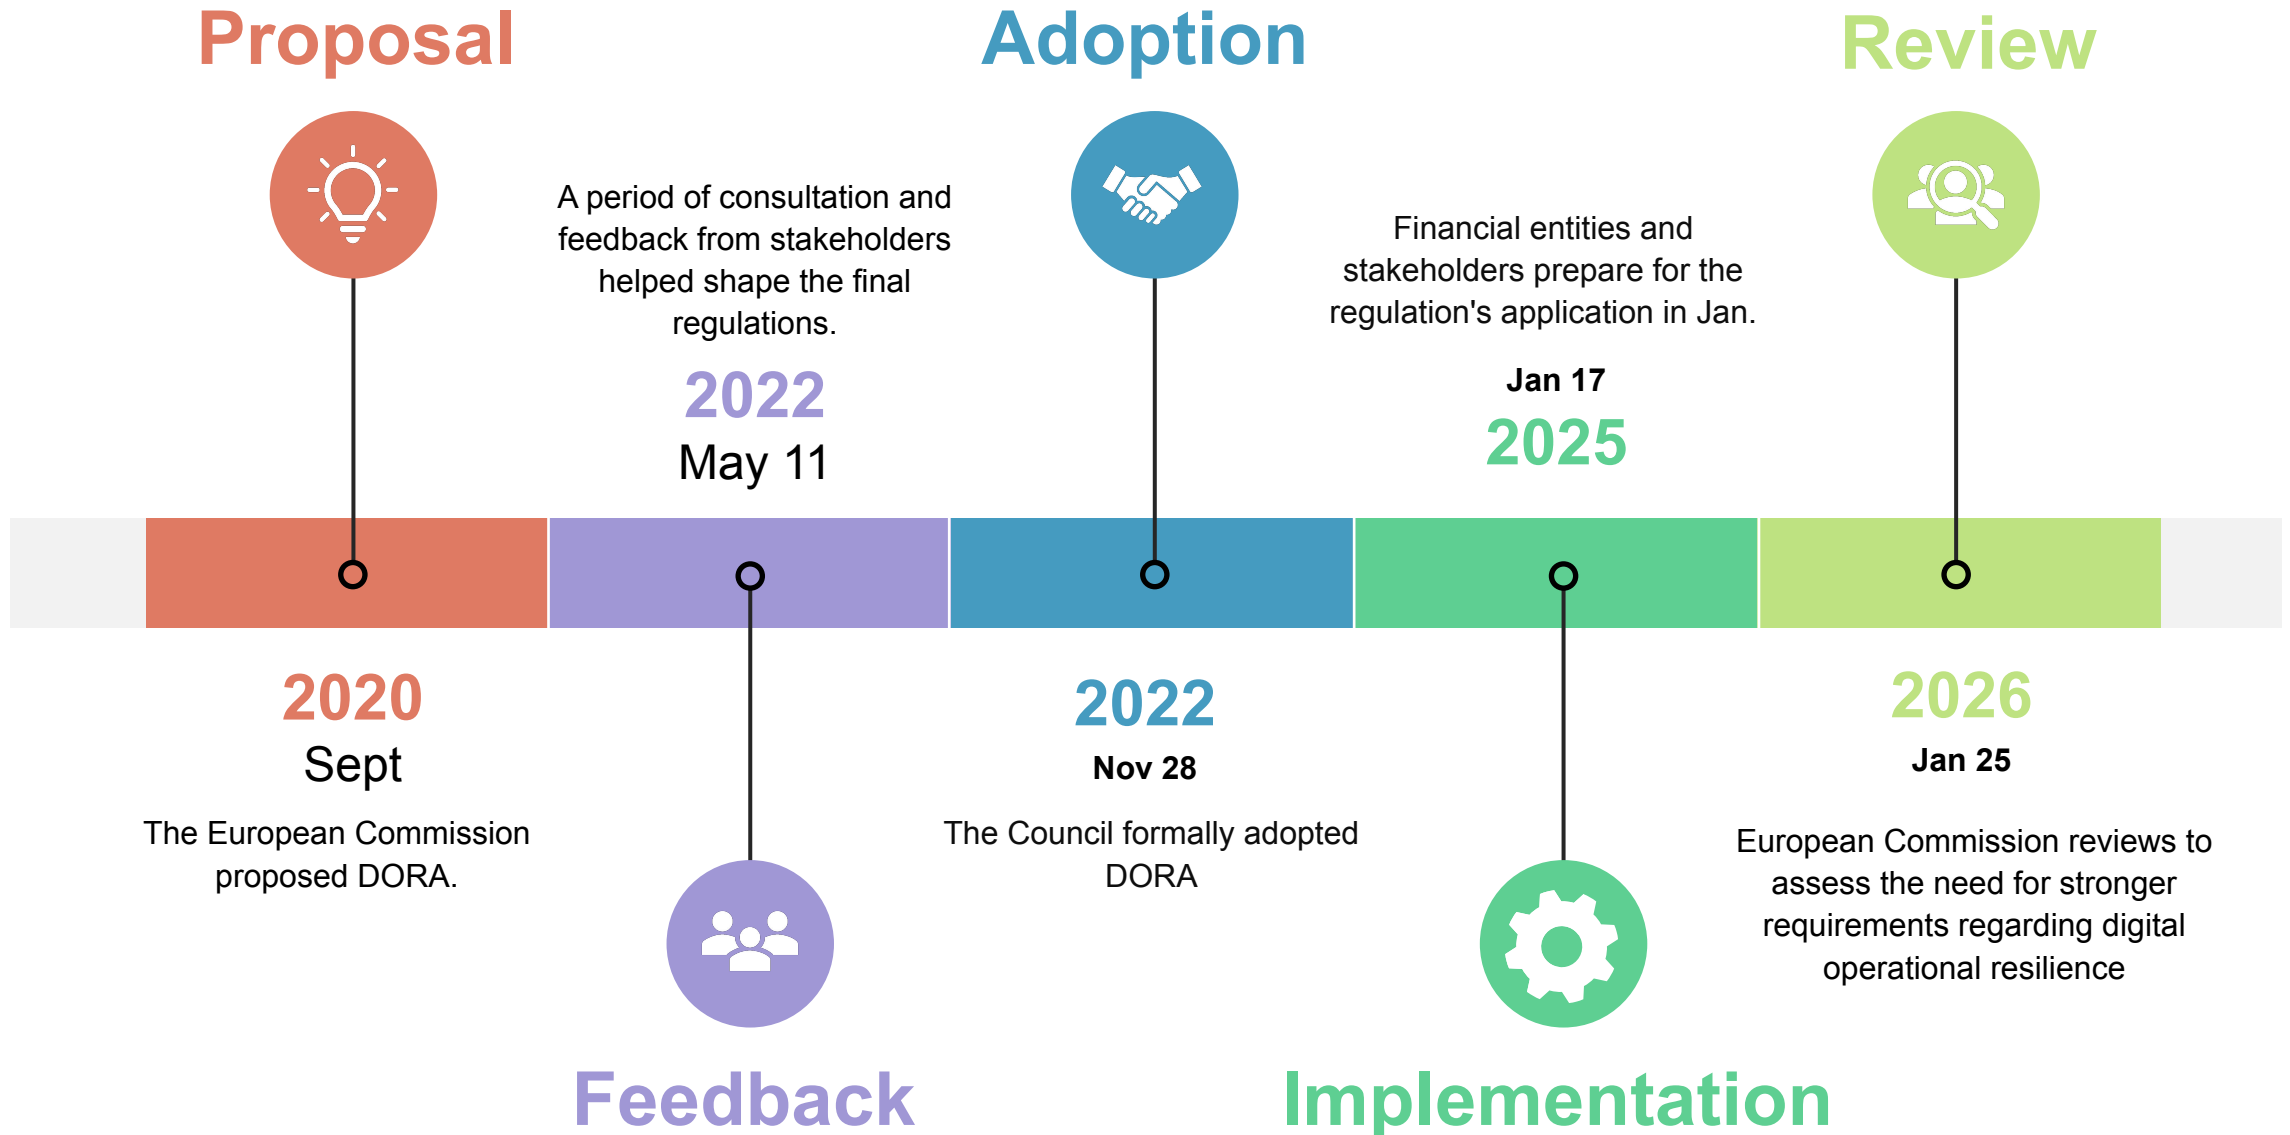 Proposal
2020
Sept
The European Commission
proposed DORA.
A period of consultation and
feedback from stakeholders
helped shape the final
regulations.
2022
May 11
Feedback
Adoption
2022
Nov 28
The Council formally adopted
DORA
Financial entities and
stakeholders prepare for the
regulation's application in Jan.
Jan 17
2025
Implementation
Review
2026
Jan 25
European Commission reviews to
assess the need for stronger
requirements regarding digital
operational resilience